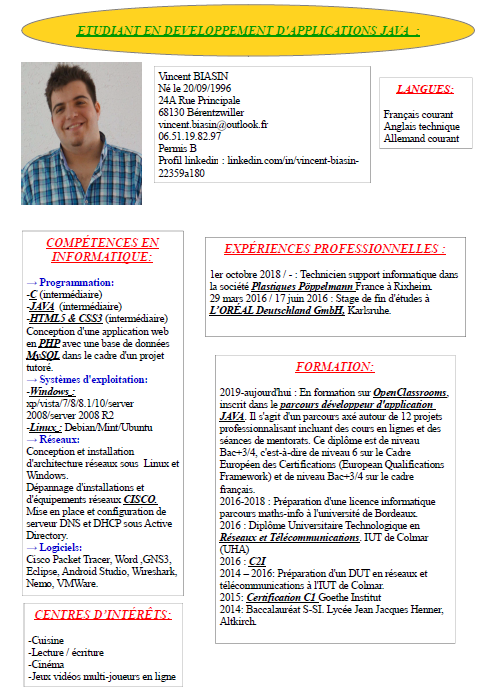 ETUDIANT EN DEVELOPPEMENT D'APPLICATIONS JAVA :
Vincent BIASIN
Né le 20/09/1996
24A Rue Principale
68130 Bérentzwiller
vincent.biasin@outlook.fr
06.51.19.82.97
Permis B
Profil linkedin : linkedin.com/in/vincent-biasin-
22359a180
LANGUES:
Français courant
Anglais technique
Allemand courant
COMPÉTENCES EN
INFORMATIQUE:
→ Programmation:
-C (intermédiaire)
-JAVA (intermédiaire)
-HTML5 & CSS3 (intermédiaire)
Conception d'une application web
en PHP avec une base de données
MySQL dans le cadre d'un projet
tutoré.
→ Systèmes d'exploitation:
-Windows :
xp/vista/7/8/8.1/10/server
2008/server 2008 R2
-Linux : Debian/Mint/Ubuntu
→ Réseaux:
Conception et installation
d'architecture réseaux sous Linux et
Windows.
Dépannage d'installations et
d'équipements réseaux CISCO.
Mise en place et configuration de
serveur DNS et DHCP sous Active
Directory.
→ Logiciels:
Cisco Packet Tracer, Word ,GNS3,
Eclipse, Android Studio, Wireshark,
Nemo, VMWare.
CENTRES D'INTÉRÊTS:
-Cuisine
-Lecture / écriture
-Cinéma
-Jeux vidéos multi-joueurs en ligne
EXPÉRIENCES PROFESSIONNELLES :
1er octobre 2018 / - : Technicien support informatique dans
la société Plastiques Pöppelmann France à Rixheim.
29 mars 2016 / 17 juin 2016 : Stage de fin d'études à
L'ORÉAL Deutschland GmbH, Karlsruhe.
FORMATION:
2019-aujourd'hui : En formation sur OpenClassrooms,
inscrit dans le parcours développeur d'application
JAVA. Il s'agit d'un parcours axé autour de 12 projets
professionnalisant incluant des cours en lignes et des
séances de mentorats. Ce diplôme est de niveau
Bac+3/4, c'est-à-dire de niveau 6 sur le Cadre
Européen des Certifications (European Qualifications
Framework) et de niveau Bac+3/4 sur le cadre
français.
2016-2018 : Préparation d'une licence informatique
parcours maths-info à l'université de Bordeaux.
2016 : Diplôme Universitaire Technologique en
Réseaux et Télécommunications. IUT de Colmar
(UHA)
2016 : C2I
2014 – 2016: Préparation d'un DUT en réseaux et
télécommunications à l'IUT de Colmar.
2015: Certification C1 Goethe Institut
2014: Baccalauréat S-SI. Lycée Jean Jacques Henner,
Altkirch.